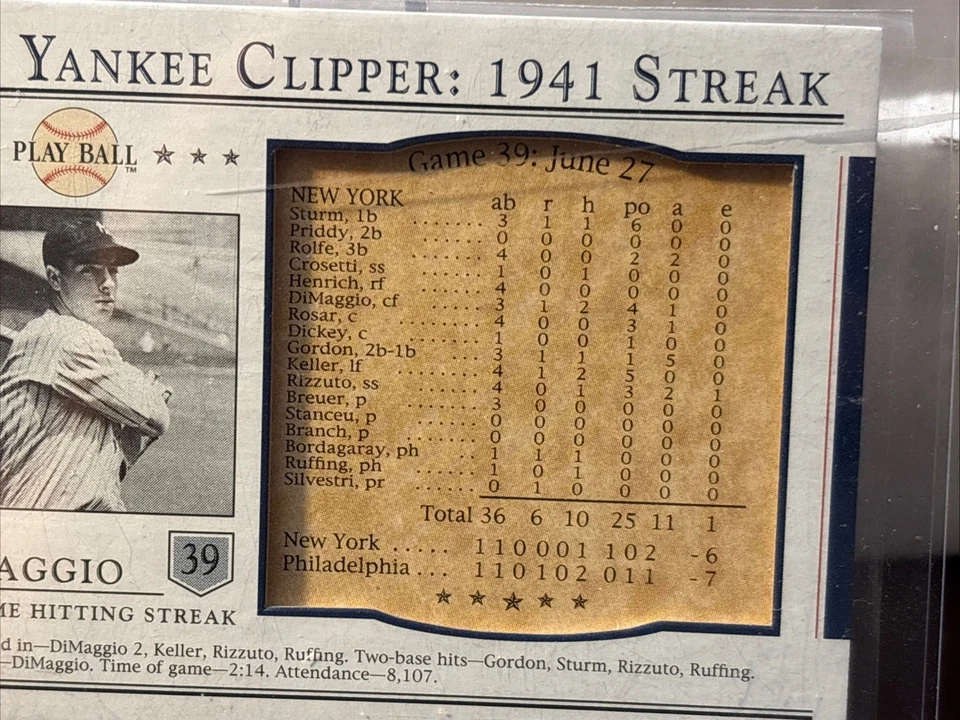 YANKEE CLIPPER: 1941 STREAK
PLAY BALL ™
Game 39: June 27
NEW YORK ab r h po a e
Sturm, 1b ....... 3 1 1 6 0 0
Priddy, 2b ...... 0 0 0 0 0 0
Rolfe, 3b ....... 4 0 0 2 2 0
Crosetti, ss ...... 1 0 1 0 0 0
Henrich, rf ...... 4 0 0 0 0 0
DiMaggio, cf ..... 3 1 2 4 1 0
Rosar, c ........ 4 0 0 3 1 0
Dickey, c ....... 1 0 0 1 0 0
Gordon, 2b-1b ... 3 1 1 1 5 0
Keller, lf ........ 4 1 2 5 0 0
Rizzuto, ss ...... 4 0 1 3 2 1
Breuer, p ....... 3 0 0 0 0 0
Stanceu, p ...... 0 0 0 0 0 0
Branch, p ....... 0 0 0 0 0 0
Bordagaray, ph .. 1 1 1 0 0 0
Ruffing, ph ...... 1 0 1 0 0 0
Silvestri, pr ...... 0 1 0 0 0 0
Total 36 6 10 25 11 1
New York ..... 110 001 102 -6
Philadelphia ... 110 102 011 -7
AGGIO 39
ME HITTING STREAK
d in—DiMaggio 2, Keller, Rizzuto, Ruffing. Two-base hits—Gordon, Sturm, Rizzuto, Ruffing.
—DiMaggio. Time of game—2:14. Attendance—8,107.